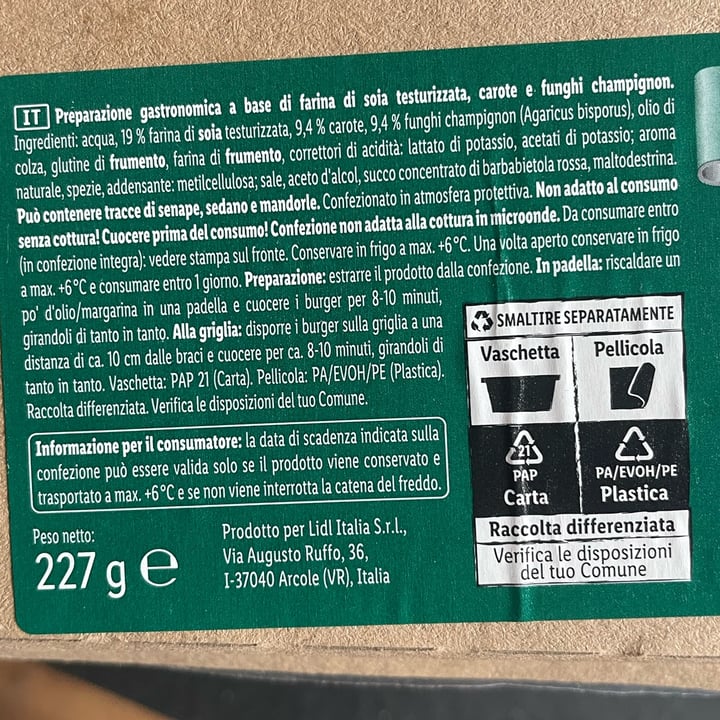 IT Preparazione gastronomica a base di farina di soia testurizzata, carote e funghi champignon.
Ingredienti: acqua, 19 % farina di soia testurizzata, 9,4 % carote, 9,4 % funghi champignon (Agaricus bisporus), olio di
colza, glutine di frumento, farina di frumento, correttori di acidità: lattato di potassio, acetati di potassio; aroma
naturale, spezie, addensante: metilcellulosa; sale, aceto d'alcol, succo concentrato di barbabietola rossa, maltodestrina.
Può contenere tracce di senape, sedano e mandorle. Confezionato in atmosfera protettiva. Non adatto al consumo
senza cottura! Cuocere prima del consumo! Confezione non adatta alla cottura in microonde. Da consumare entro
(in confezione integra): vedere stampa sul fronte. Conservare in frigo a max. +6°C. Una volta aperto conservare in frigo
a max. +6°C e consumare entro 1 giorno. Preparazione: estrarre il prodotto dalla confezione. In padella: riscaldare un
po' d'olio/margarina in una padella e cuocere i burger per 8-10 minuti,
girandoli di tanto in tanto. Alla griglia: disporre i burger sulla griglia a una
distanza di ca. 10 cm dalle braci e cuocere per ca. 8-10 minuti, girandoli di
tanto in tanto. Vaschetta: PAP 21 (Carta). Pellicola: PA/EVOH/PE (Plastica).
Raccolta differenziata. Verifica le disposizioni del tuo Comune.
Informazione per il consumatore: la data di scadenza indicata sulla
confezione può essere valida solo se il prodotto viene conservato e
trasportato a max. +6°C e se non viene interrotta la catena del freddo.
Peso netto:
227 g e
Prodotto per Lidl Italia S.r.l.,
Via Augusto Ruffo, 36,
I-37040 Arcole (VR), Italia
SMALTIRE SEPARATAMENTE
Vaschetta Pellicola
21
PAP PA/EVOH/PE
Carta Plastica
Raccolta differenziata
Verifica le disposizioni
del tuo Comune